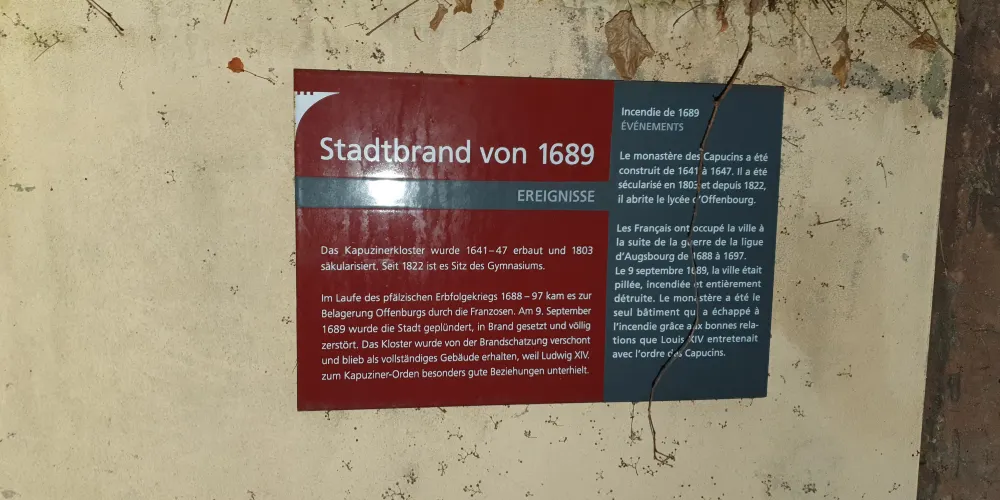 Stadtbrand von 1689
EREIGNISSE
Das Kapuzinerkloster wurde 1641–47 erbaut und 1803
säkularisiert. Seit 1822 ist es Sitz des Gymnasiums.
Im Laufe des pfälzischen Erbfolgekriegs 1688–97 kam es zur
Belagerung Offenburgs durch die Franzosen. Am 9. September
1689 wurde die Stadt geplündert, in Brand gesetzt und völlig
zerstört. Das Kloster wurde von der Brandschatzung verschont
und blieb als vollständiges Gebäude erhalten, weil Ludwig XIV.
zum Kapuziner-Orden besonders gute Beziehungen unterhielt.
Incendie de 1689
ÉVÉNEMENTS
Le monastère des Capucins a été
construit de 1641 à 1647. Il a été
sécularisé en 1803 et depuis 1822,
il abrite le lycée d'Offenbourg.
Les Français ont occupé la ville à
la suite de la guerre de la ligue
d'Augsbourg de 1688 à 1697.
Le 9 septembre 1689, la ville était
pillée, incendiée et entièrement
détruite. Le monastère a été le
seul bâtiment qui a échappé à
l'incendie grâce aux bonnes rela-
tions que Louis XIV entretenait
avec l'ordre des Capucins.